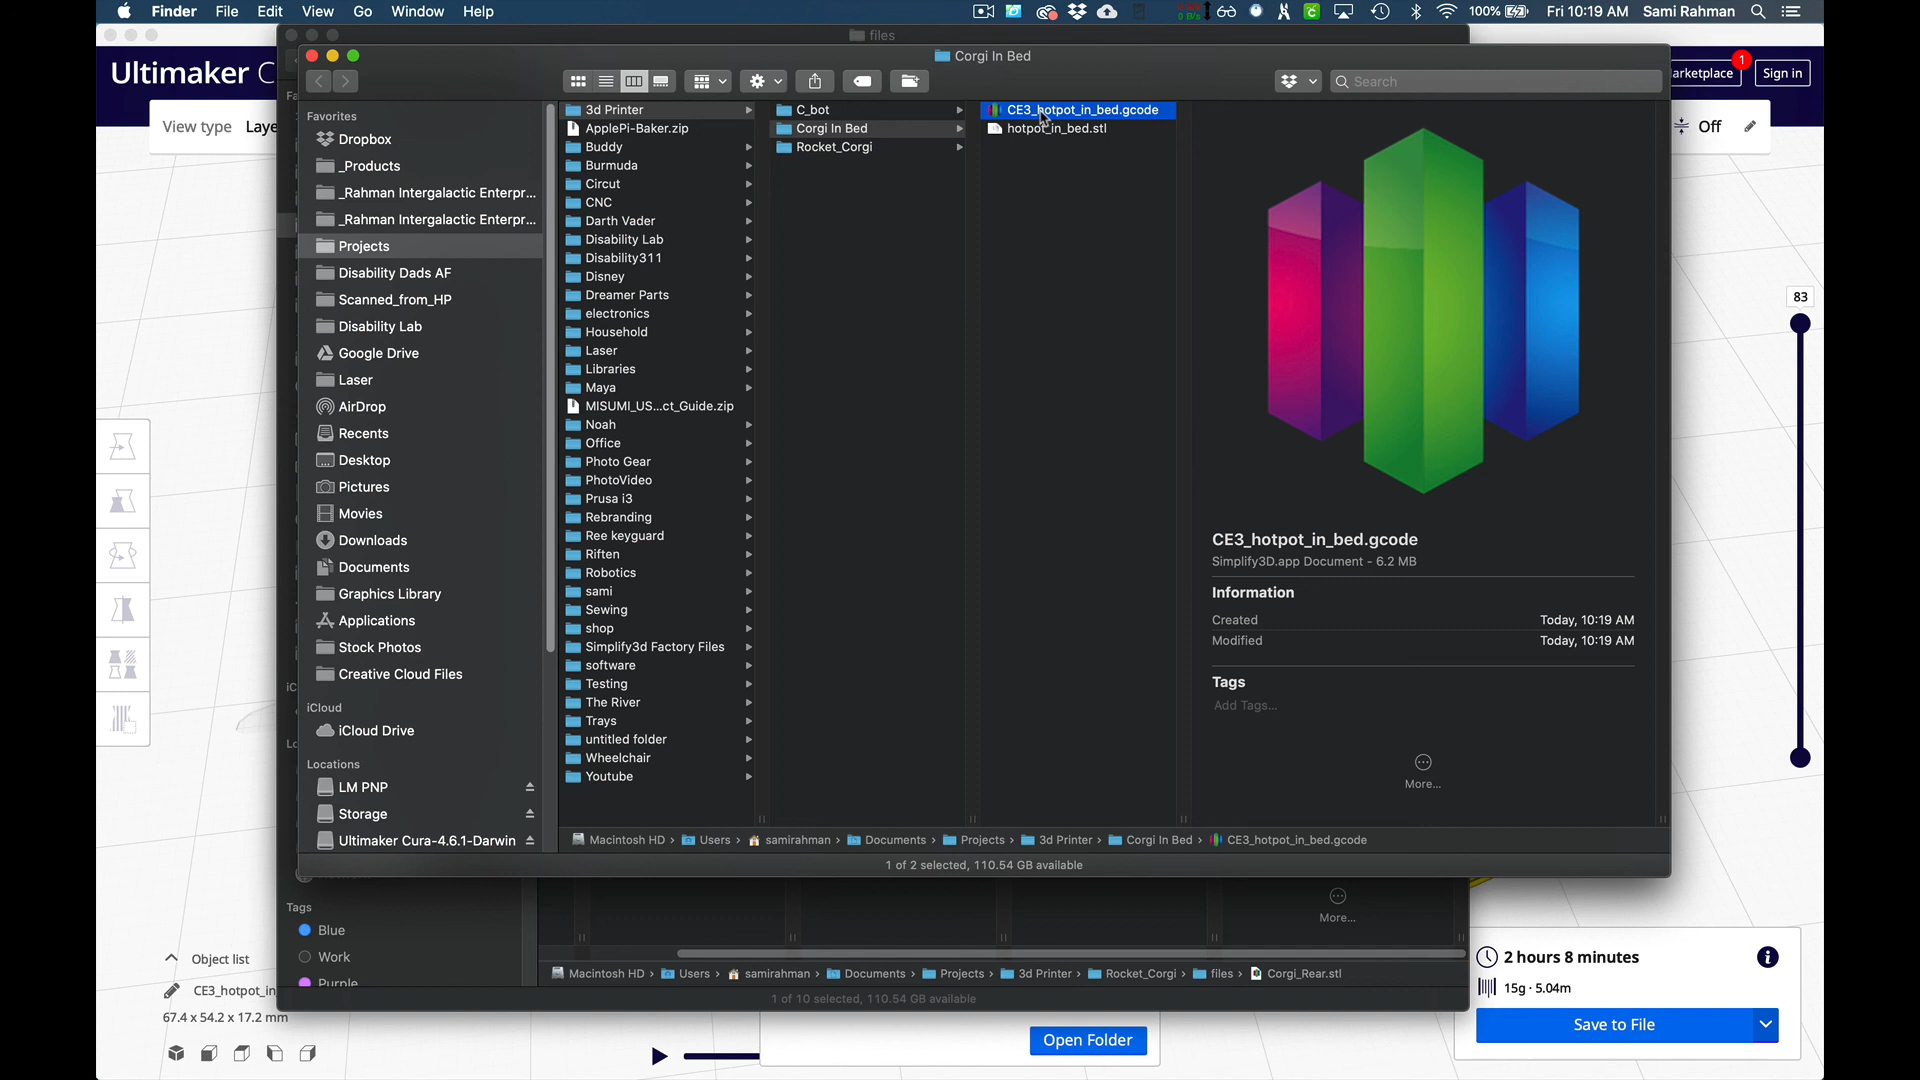 Finder File Edit View Go Window Help 100% Fri 10:19 AM Sami Rahman
files
Corgi In Bed
Ultimaker C
arketplace 1 Sign in
View type Laye
Off
Search
Favorites
Dropbox
_Products
_Rahman Intergalactic Enterpr...
_Rahman Intergalactic Enterpr...
Projects
Disability Dads AF
Scanned_from_HP
Disability Lab
Google Drive
Laser
AirDrop
Recents
Desktop
Pictures
Movies
Downloads
Documents
Graphics Library
Applications
Stock Photos
Creative Cloud Files
iCloud
iCloud Drive
Locations
LM PNP
Storage
Ultimaker Cura-4.6.1-Darwin
3d Printer
ApplePi-Baker.zip
Buddy
Burmuda
Circut
CNC
Darth Vader
Disability Lab
Disability311
Disney
Dreamer Parts
electronics
Household
Laser
Libraries
Maya
MISUMI_US...ct_Guide.zip
Noah
Office
Photo Gear
PhotoVideo
Prusa i3
Rebranding
Ree keyguard
Riften
Robotics
sami
Sewing
shop
Simplify3d Factory Files
software
Testing
The River
Trays
untitled folder
Wheelchair
Youtube
C_bot
Corgi In Bed
Rocket_Corgi
CE3_hotpot_in_bed.gcode
hotpot_in_bed.stl
CE3_hotpot_in_bed.gcode
Simplify3D.app Document - 6.2 MB
Information
Created Today, 10:19 AM
Modified Today, 10:19 AM
Tags
Add Tags...
More...
83
Macintosh HD › Users › samirahman › Documents › Projects › 3d Printer › Corgi In Bed › CE3_hotpot_in_bed.gcode
1 of 2 selected, 110.54 GB available
Tags
Blue
Work
Purple
More...
Macintosh HD › Users › samirahman › Documents › Projects › 3d Printer › Rocket_Corgi › files › Corgi_Rear.stl
1 of 10 selected, 110.54 GB available
Object list
CE3_hotpot_in
67.4 x 54.2 x 17.2 mm
Open Folder
2 hours 8 minutes
15g · 5.04m
Save to File